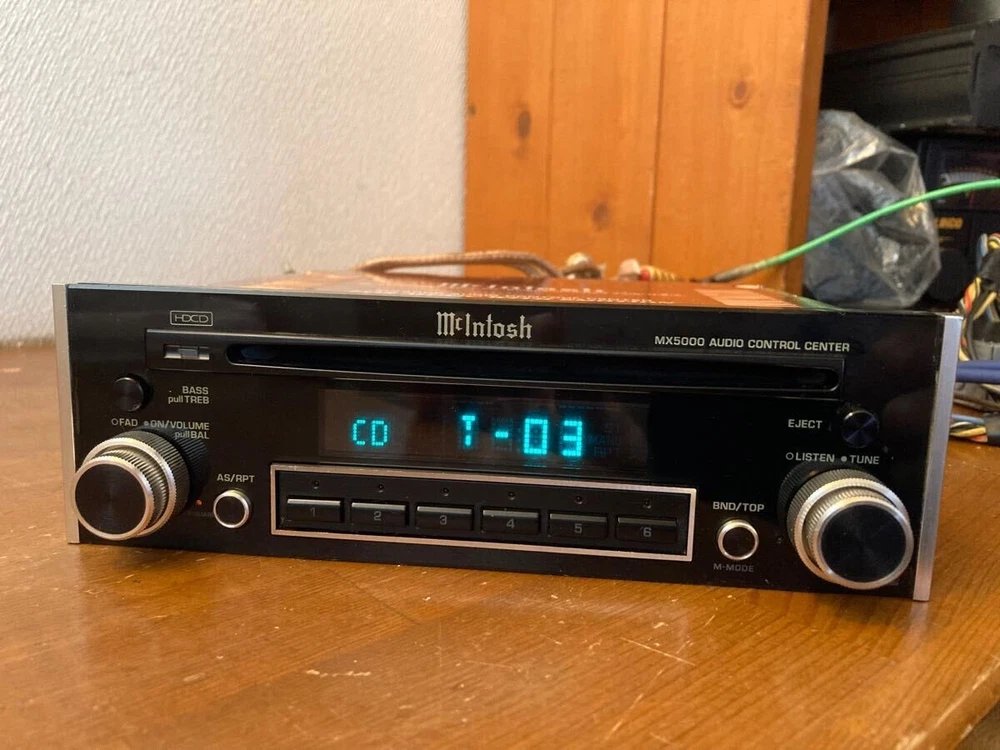 HDCD
McIntosh
MX5000 AUDIO CONTROL CENTER
BASS
pull TREB
FAD ON/VOLUME
pull BAL
CD T-03
EJECT
LISTEN TUNE
AS/RPT
1 2 3 4 5 6
BND/TOP
M-MODE